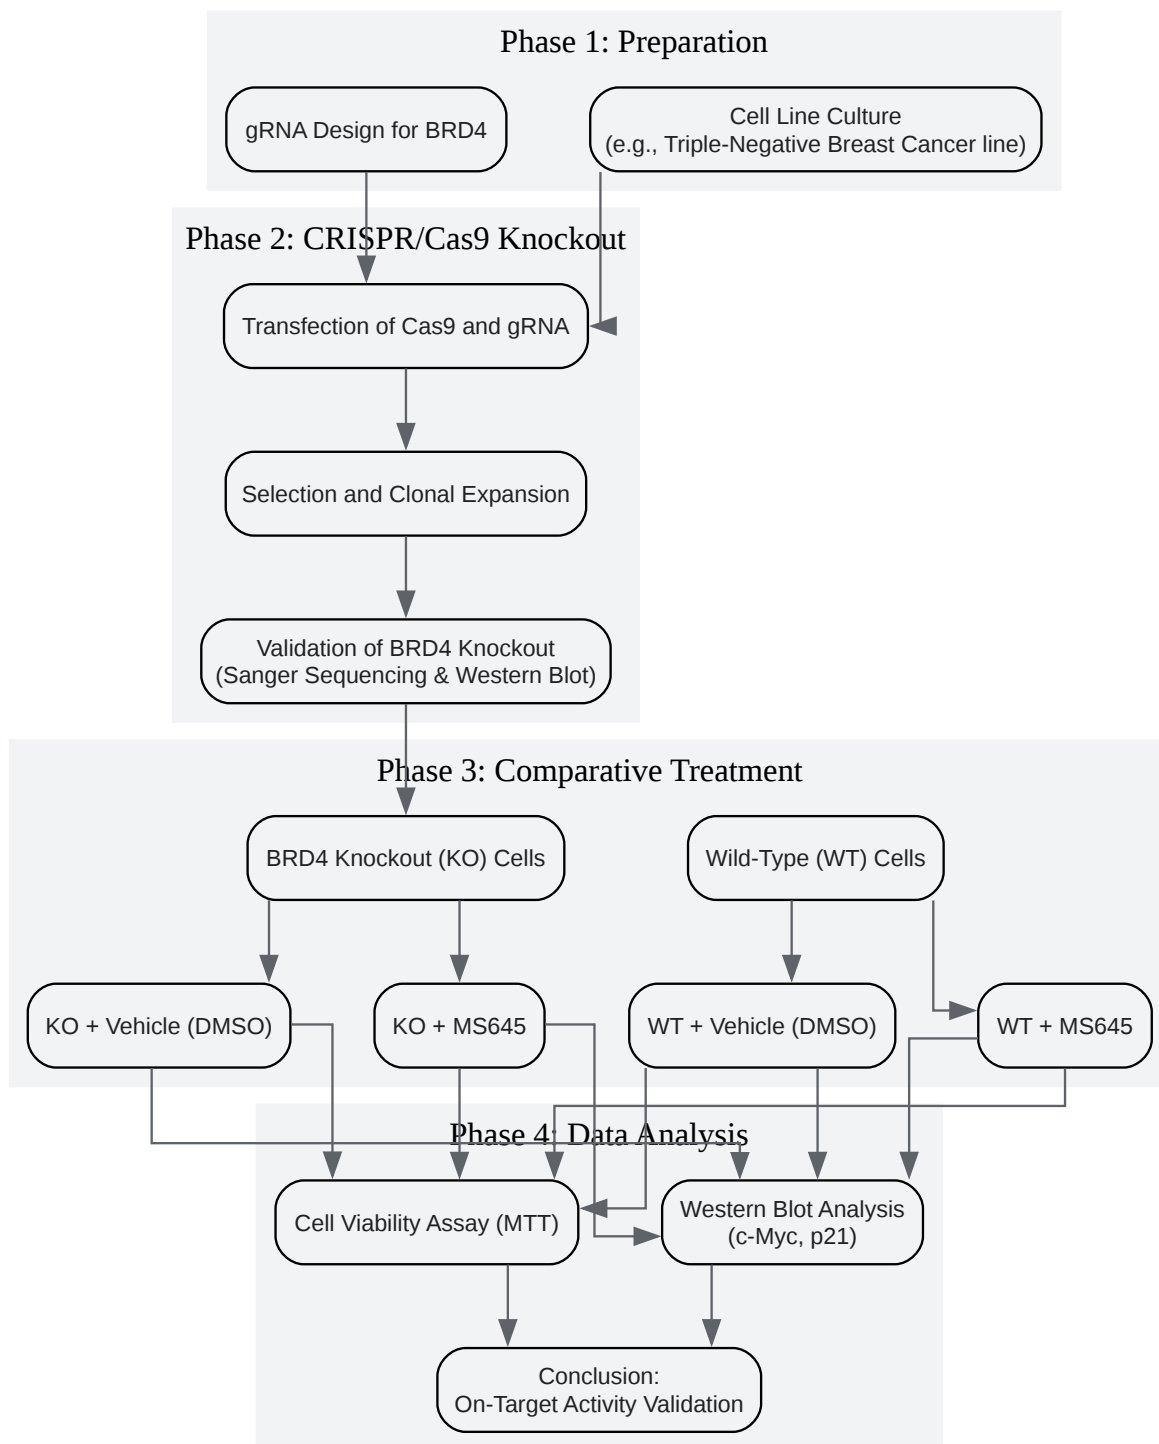 Phase 1: Preparation
gRNA Design for BRD4
Cell Line Culture
(e.g., Triple-Negative Breast Cancer line)
Phase 2: CRISPR/Cas9 Knockout
Transfection of Cas9 and gRNA
Selection and Clonal Expansion
Validation of BRD4 Knockout
(Sanger Sequencing & Western Blot)
Phase 3: Comparative Treatment
BRD4 Knockout (KO) Cells
Wild-Type (WT) Cells
KO + Vehicle (DMSO)
KO + MS645
WT + Vehicle (DMSO)
WT + MS645
Phase 4: Data Analysis
Cell Viability Assay (MTT)
Western Blot Analysis
(c-Myc, p21)
Conclusion:
On-Target Activity Validation